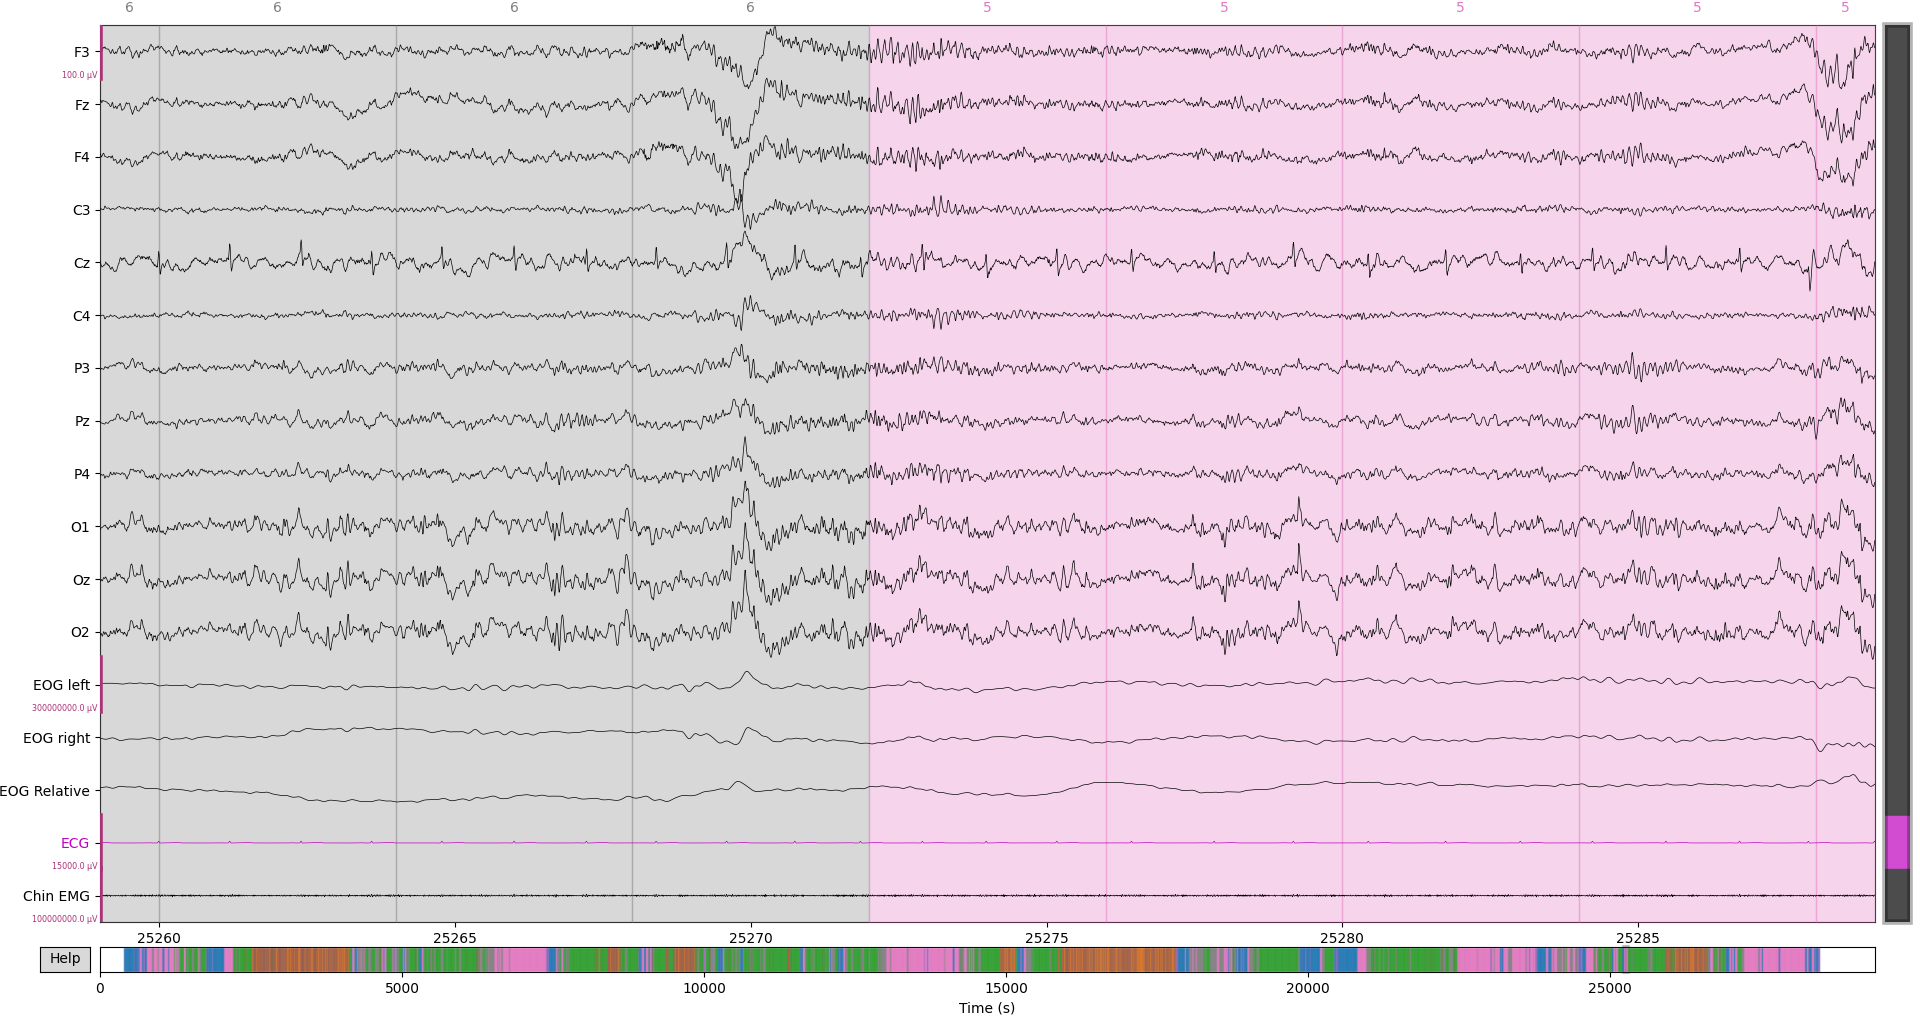 6 6 6 6 5 5 5 5 5
F3
100.0 µV
Fz
F4
C3
Cz
C4
P3
Pz
P4
O1
Oz
O2
EOG left
300000000.0 µV
EOG right
EOG Relative
ECG
15000.0 µV
Chin EMG
100000000.0 µV
25260 25265 25270 25275 25280 25285
Help
0 5000 10000 15000 20000 25000
Time (s)